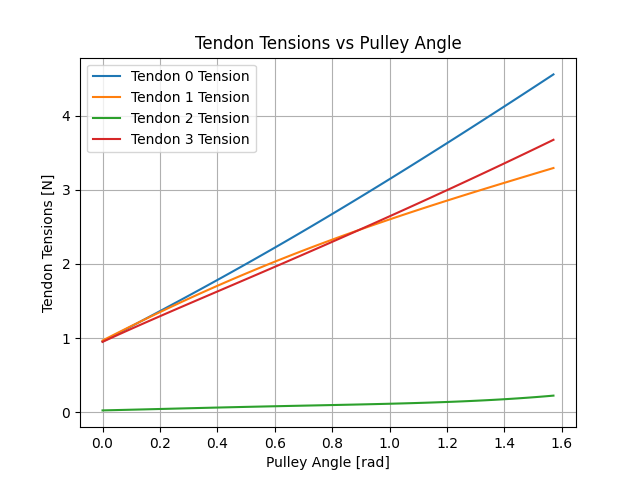 Tendon Tensions vs Pulley Angle
Tendon 0 Tension
Tendon 1 Tension
Tendon 2 Tension
Tendon 3 Tension
Tendon Tensions [N]
4
3
2
1
0
0.0 0.2 0.4 0.6 0.8 1.0 1.2 1.4 1.6
Pulley Angle [rad]